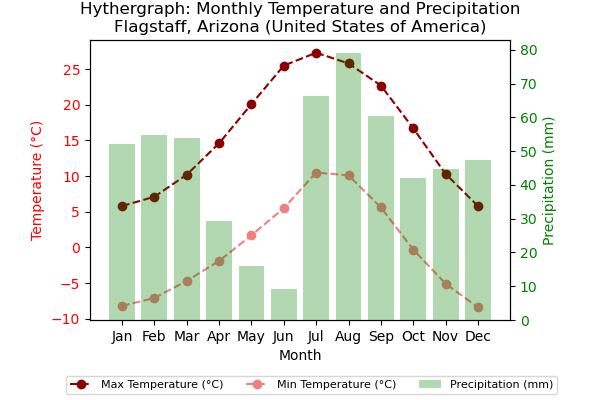 Hythergraph: Monthly Temperature and Precipitation
Flagstaff, Arizona (United States of America)
Temperature (°C)
25
20
15
10
5
0
−5
−10
80
70
60
50
40
30
20
10
0
Precipitation (mm)
Jan Feb Mar Apr May Jun Jul Aug Sep Oct Nov Dec
Month
Max Temperature (°C) Min Temperature (°C) Precipitation (mm)